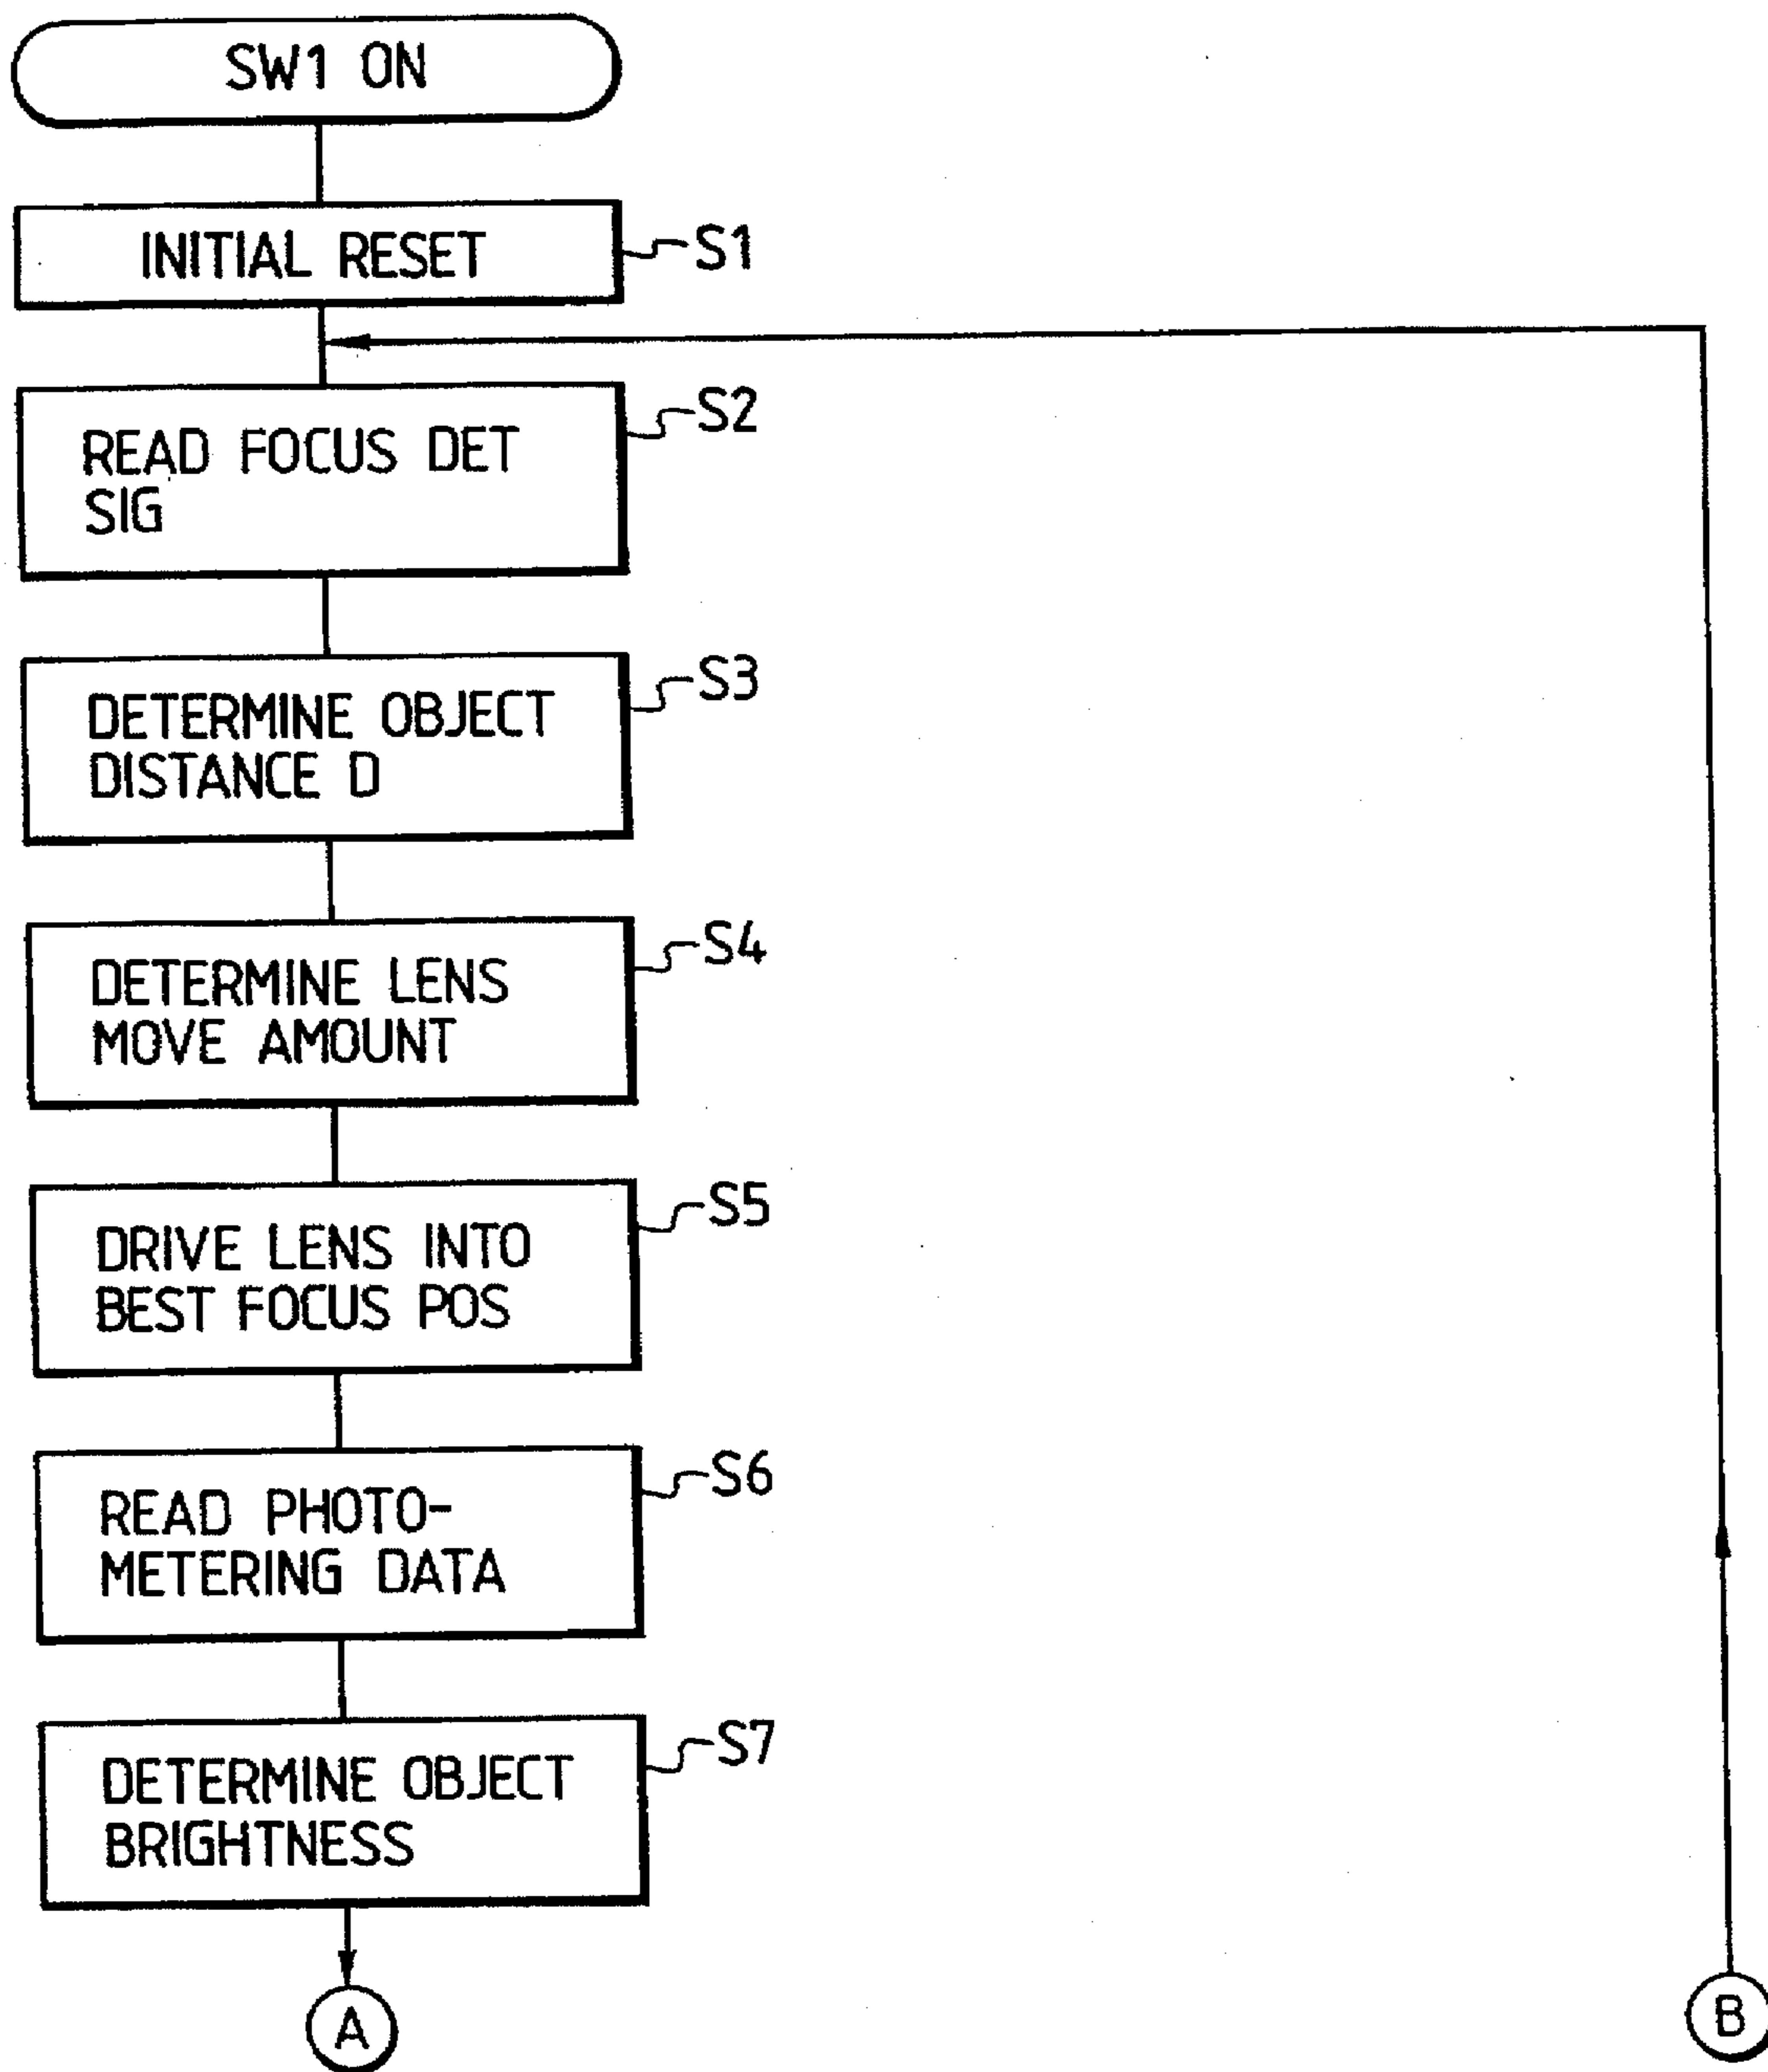 SW1 ON
INITIAL RESET
S1
READ FOCUS DET
SIG
S2
DETERMINE OBJECT
DISTANCE D
S3
DETERMINE LENS
MOVE AMOUNT
S4
DRIVE LENS INTO
BEST FOCUS POS
S5
READ PHOTO-
METERING DATA
S6
DETERMINE OBJECT
BRIGHTNESS
S7
A
B